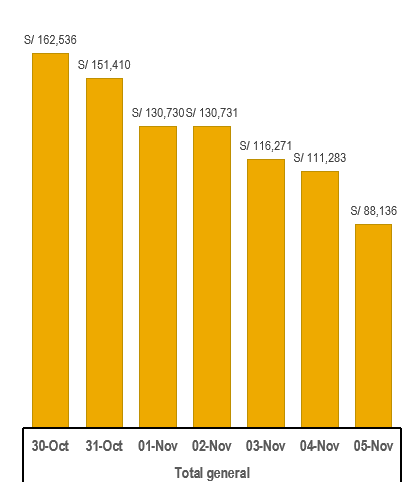 S/ 162,536
S/ 151,410
S/ 130,730 S/ 130,731
S/ 116,271
S/ 111,283
S/ 88,136
30-Oct 31-Oct 01-Nov 02-Nov 03-Nov 04-Nov 05-Nov
Total general